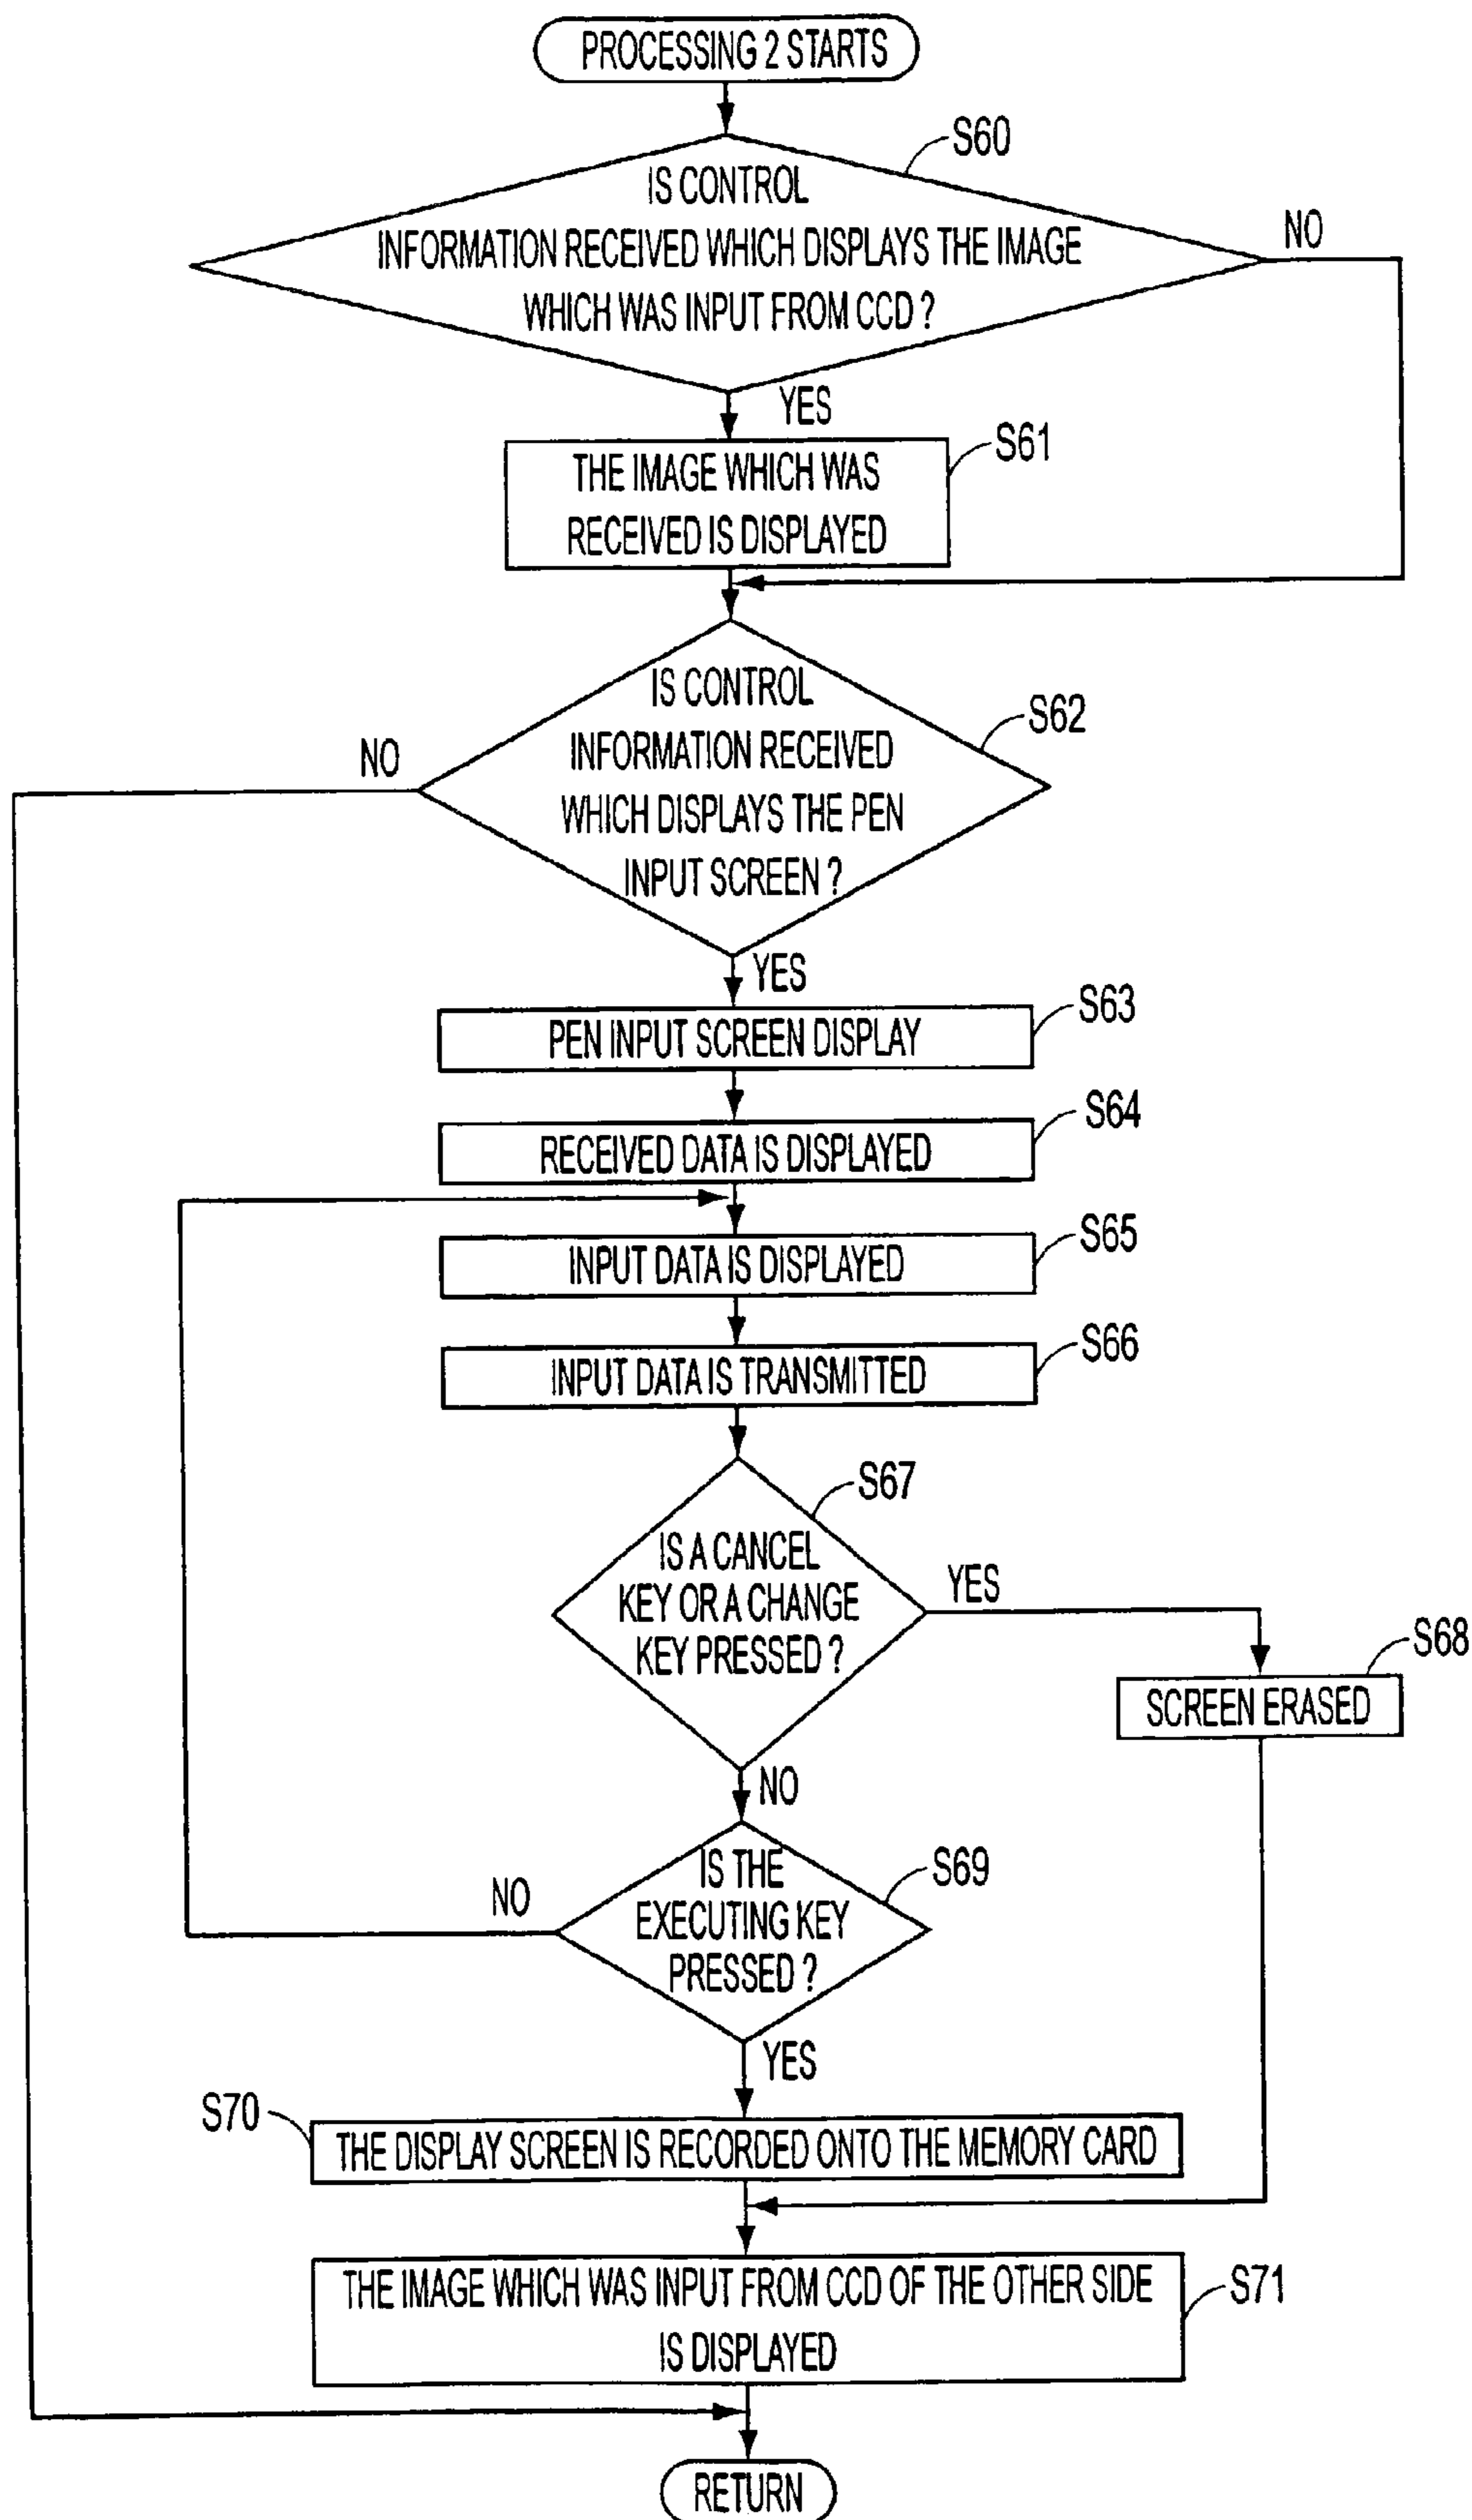 PROCESSING 2 STARTS
S60
IS CONTROL
INFORMATION RECEIVED WHICH DISPLAYS THE IMAGE
WHICH WAS INPUT FROM CCD ?
NO
YES
S61
THE IMAGE WHICH WAS
RECEIVED IS DISPLAYED
S62
IS CONTROL
INFORMATION RECEIVED
WHICH DISPLAYS THE PEN
INPUT SCREEN ?
NO
YES
S63
PEN INPUT SCREEN DISPLAY
S64
RECEIVED DATA IS DISPLAYED
S65
INPUT DATA IS DISPLAYED
S66
INPUT DATA IS TRANSMITTED
S67
IS A CANCEL
KEY OR A CHANGE
KEY PRESSED ?
YES
S68
SCREEN ERASED
NO
S69
IS THE
EXECUTING KEY
PRESSED ?
NO
YES
S70
THE DISPLAY SCREEN IS RECORDED ONTO THE MEMORY CARD
S71
THE IMAGE WHICH WAS INPUT FROM CCD OF THE OTHER SIDE
IS DISPLAYED
RETURN